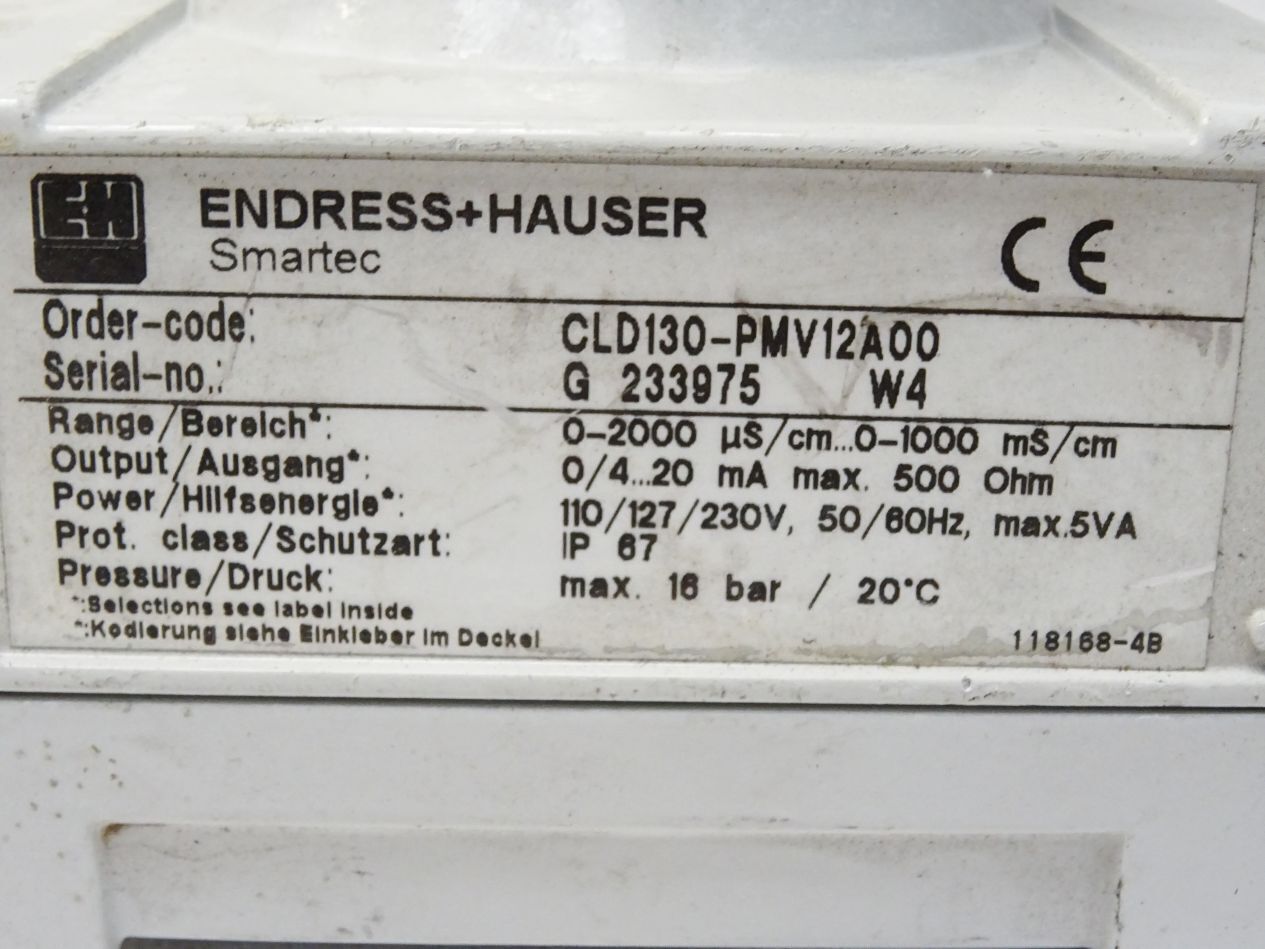 E+H
ENDRESS+HAUSER
Smartec
CE
Order-code: CLD130-PMV12A00
Serial-no.: G 233975 W4
Range/Bereich*: 0-2000 µS/cm...0-1000 mS/cm
Output/Ausgang*: 0/4...20 mA max. 500 Ohm
Power/Hilfsenergie*: 110/127/230V, 50/60Hz, max.5VA
Prot. class/Schutzart: IP 67
Pressure/Druck: max. 16 bar / 20°C
*:Selections see label inside
*:Kodierung siehe Einkleber im Deckel
118168-4B